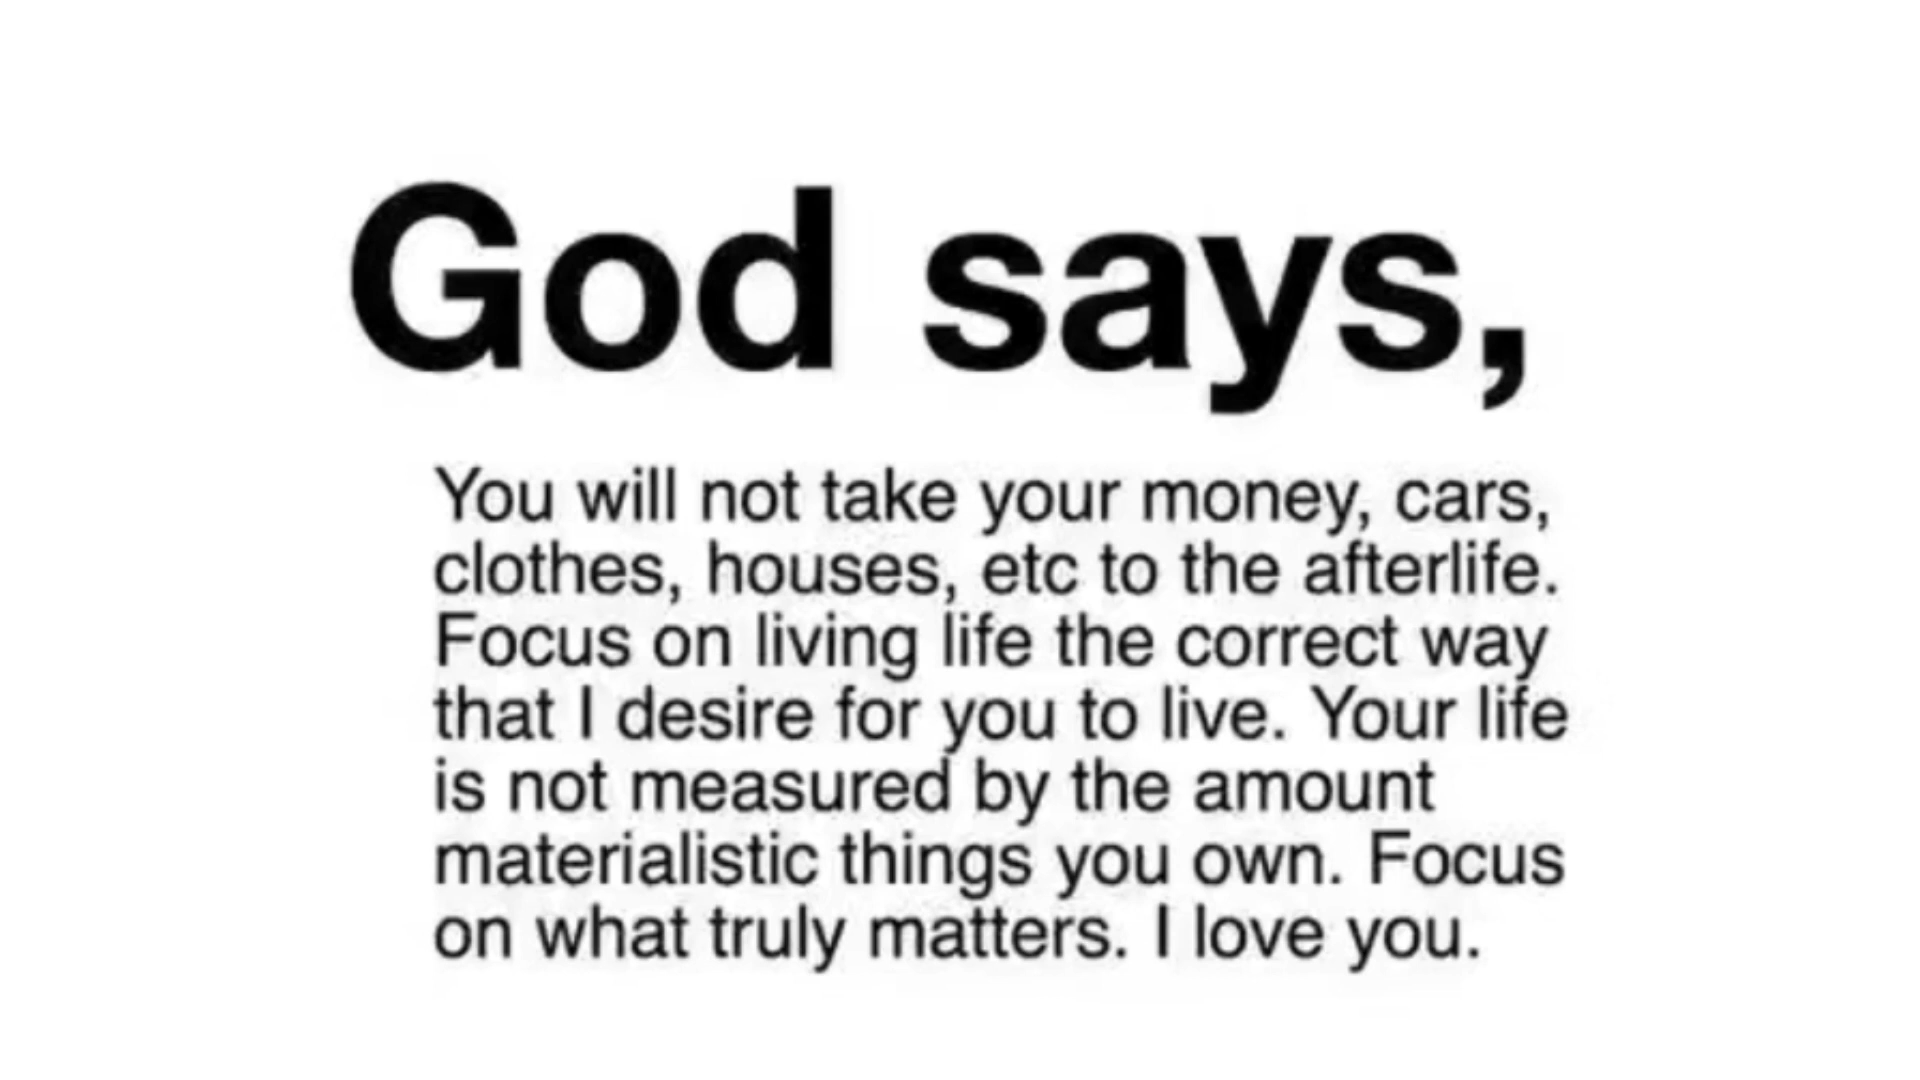 God says,
You will not take your money, cars,
clothes, houses, etc to the afterlife.
Focus on living life the correct way
that I desire for you to live. Your life
is not measured by the amount
materialistic things you own. Focus
on what truly matters. I love you.